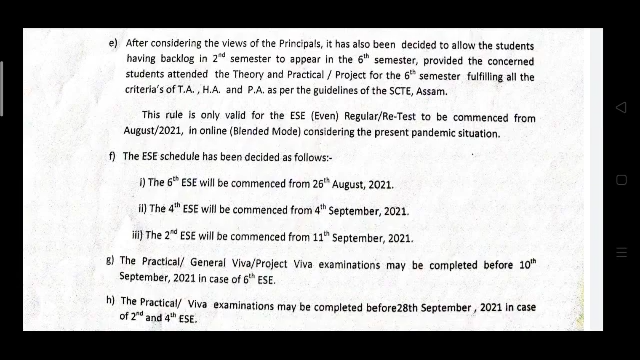 e) After considering the views of the Principals, it has also been decided to allow the students
having backlog in 2nd semester to appear in the 6th semester, provided the concerned
students attended the Theory and Practical / Project for the 6th semester fulfilling all the
criteria's of T.A. , H.A. and P.A. as per the guidelines of the SCTE, Assam.
This rule is only valid for the ESE (Even) Regular/Re-Test to be commenced from
August/2021, in online (Blended Mode) considering the present pandemic situation.
f) The ESE schedule has been decided as follows:-
i) The 6th ESE will be commenced from 26th August, 2021.
ii) The 4th ESE will be commenced from 4th September, 2021.
iii) The 2nd ESE will be commenced from 11th September, 2021.
g) The Practical/ General Viva/Project Viva examinations may be completed before 10th
September, 2021 in case of 6th ESE.
h) The Practical/ Viva examinations may be completed before28th September , 2021 in case
of 2nd and 4th ESE.